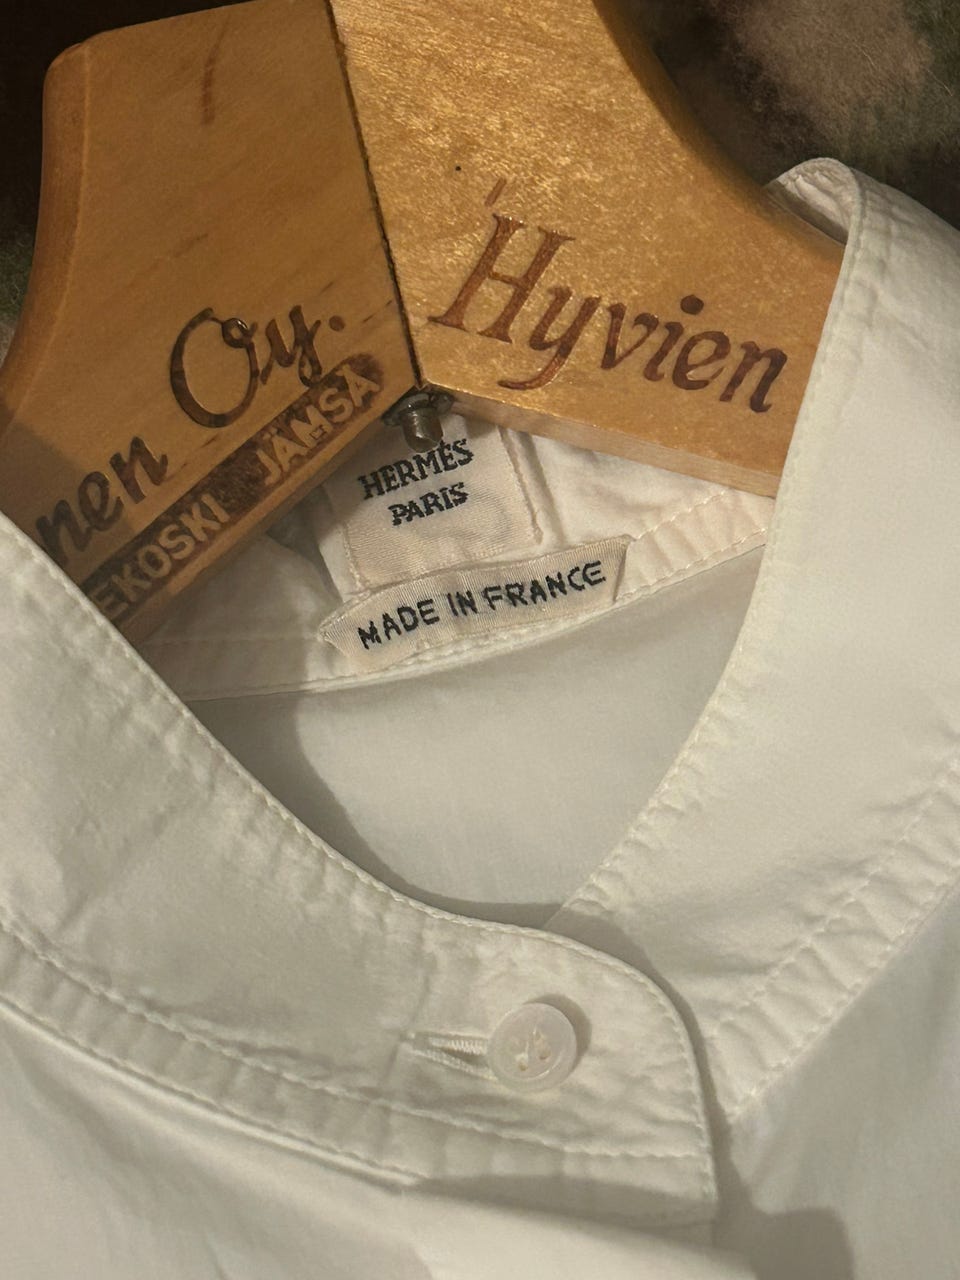 Oy.
nen
EKOSKI JÄMSÄ
Hyvien
HERMÈS
PARIS
MADE IN FRANCE